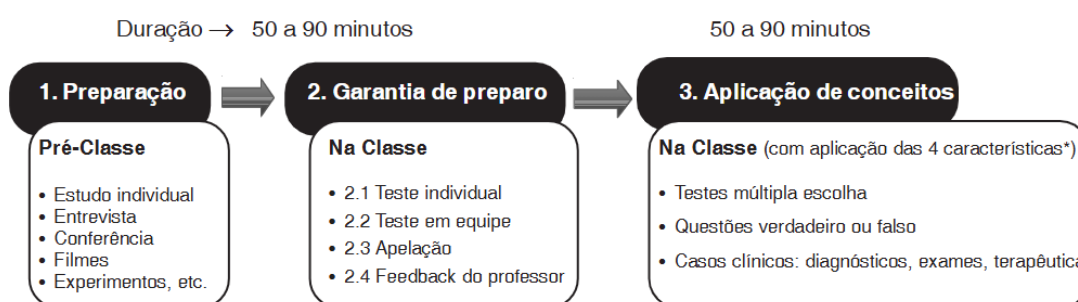 Duração → 50 a 90 minutos
50 a 90 minutos
1. Preparação
Pré-Classe
• Estudo individual
• Entrevista
• Conferência
• Filmes
• Experimentos, etc.
2. Garantia de preparo
Na Classe
• 2.1 Teste individual
• 2.2 Teste em equipe
• 2.3 Apelação
• 2.4 Feedback do professor
3. Aplicação de conceitos
Na Classe (com aplicação das 4 características*)
• Testes múltipla escolha
• Questões verdadeiro ou falso
• Casos clínicos: diagnósticos, exames, terapêutica